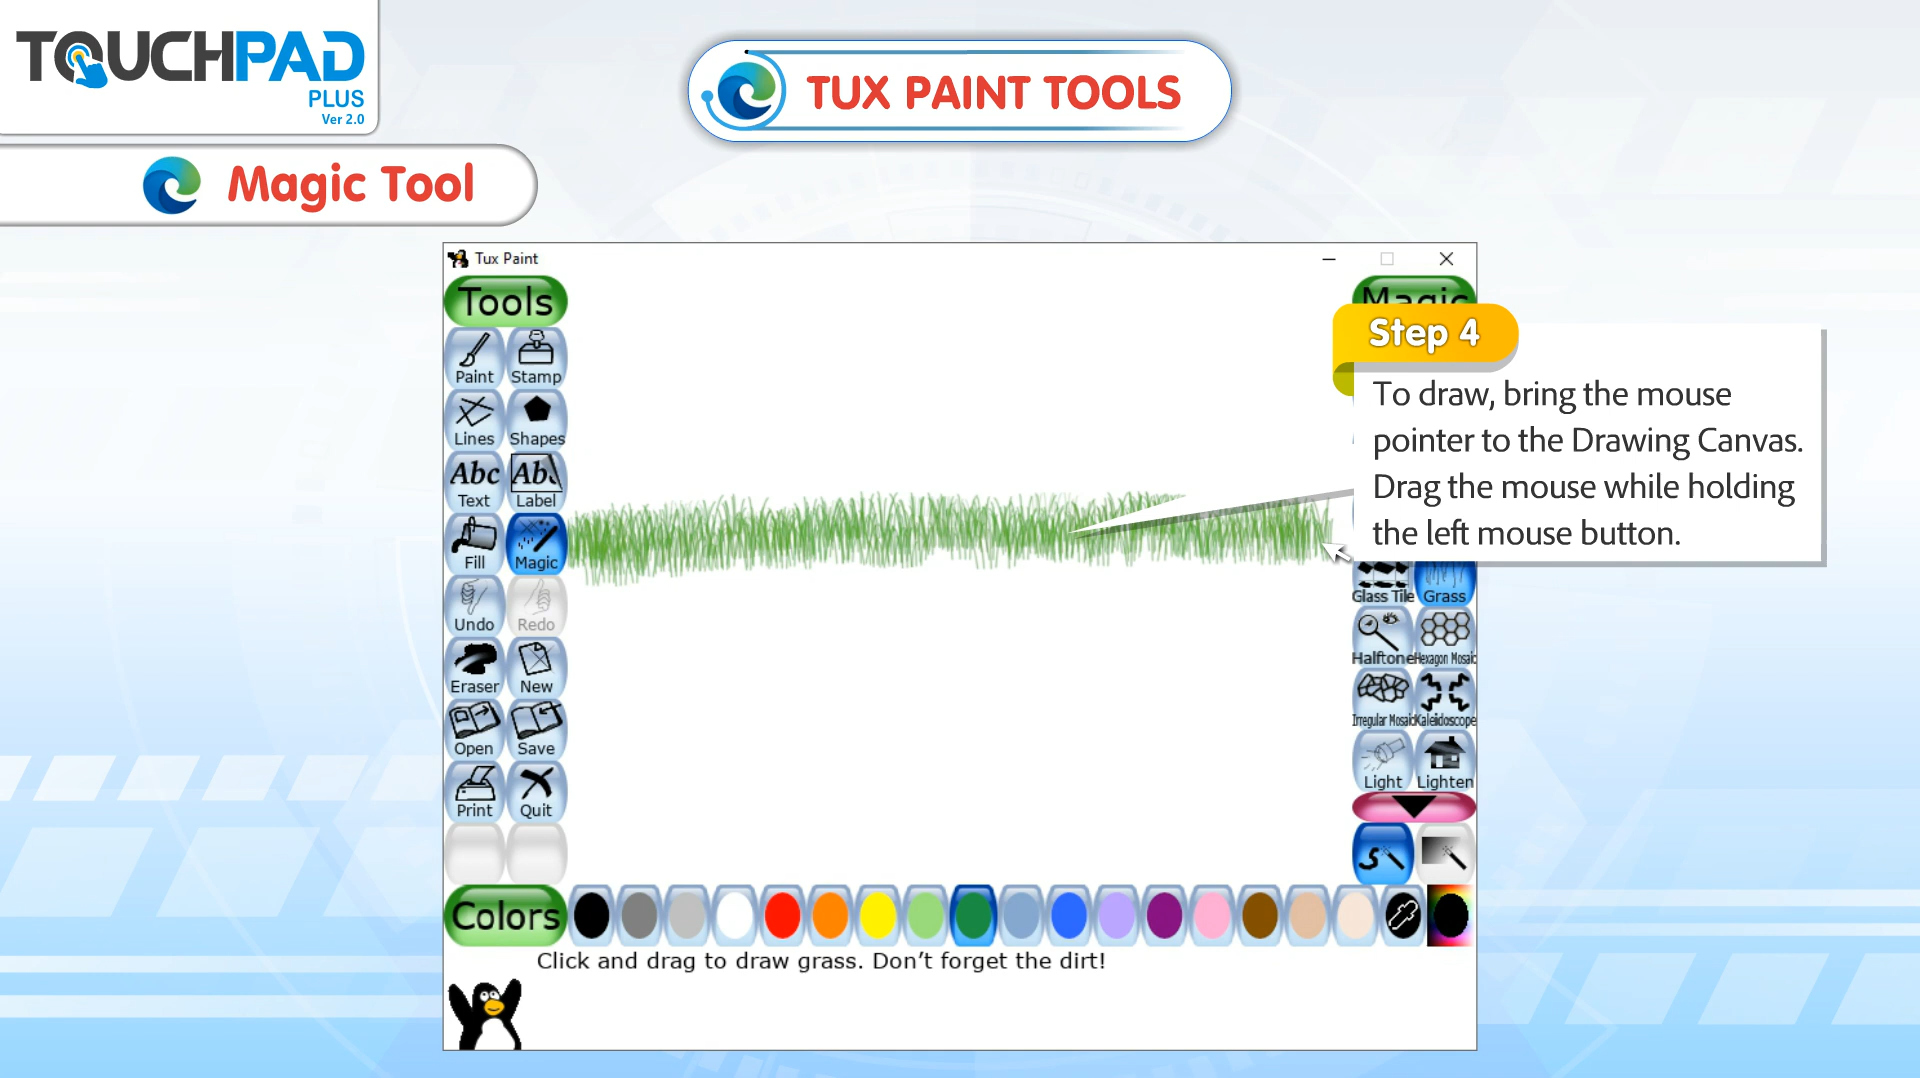 TOUCHPAD
PLUS
Ver 2.0
TUX PAINT TOOLS
Magic Tool
Tux Paint
Tools
Magic
Paint
Stamp
Lines
Shapes
Abc
Text
Abc
Label
Fill
Magic
Undo
Redo
Eraser
New
Open
Save
Print
Quit
Step 4
To draw, bring the mouse
pointer to the Drawing Canvas.
Drag the mouse while holding
the left mouse button.
Glass Tile
Grass
Halftone
Hexagon Mosaic
Irregular Mosaic
Kaleidoscope
Light
Lighten
Colors
Click and drag to draw grass. Don't forget the dirt!